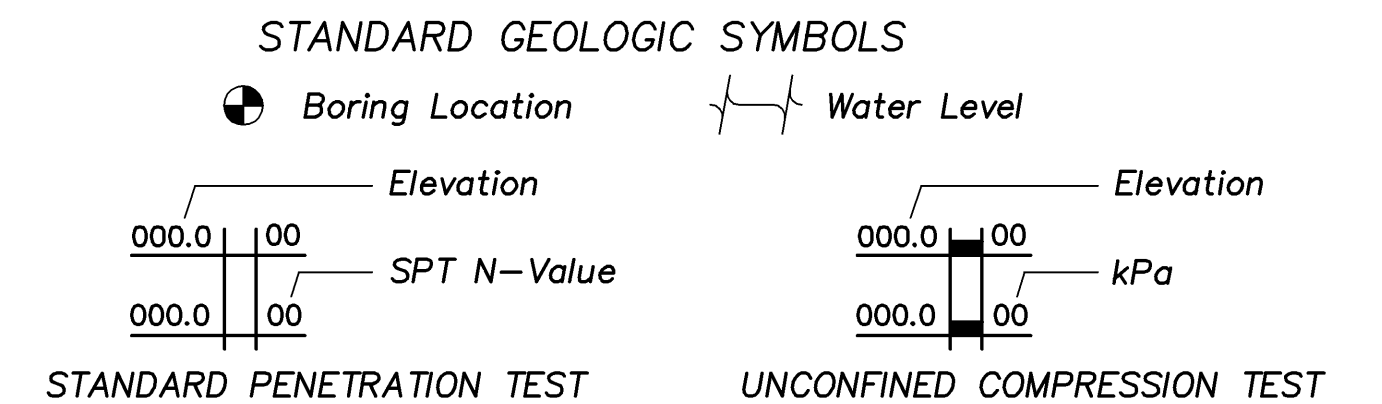 STANDARD GEOLOGIC SYMBOLS
Boring Location
Water Level
Elevation
000.0 00
SPT N-Value
000.0 00
STANDARD PENETRATION TEST
Elevation
000.0 00
kPa
000.0 00
UNCONFINED COMPRESSION TEST